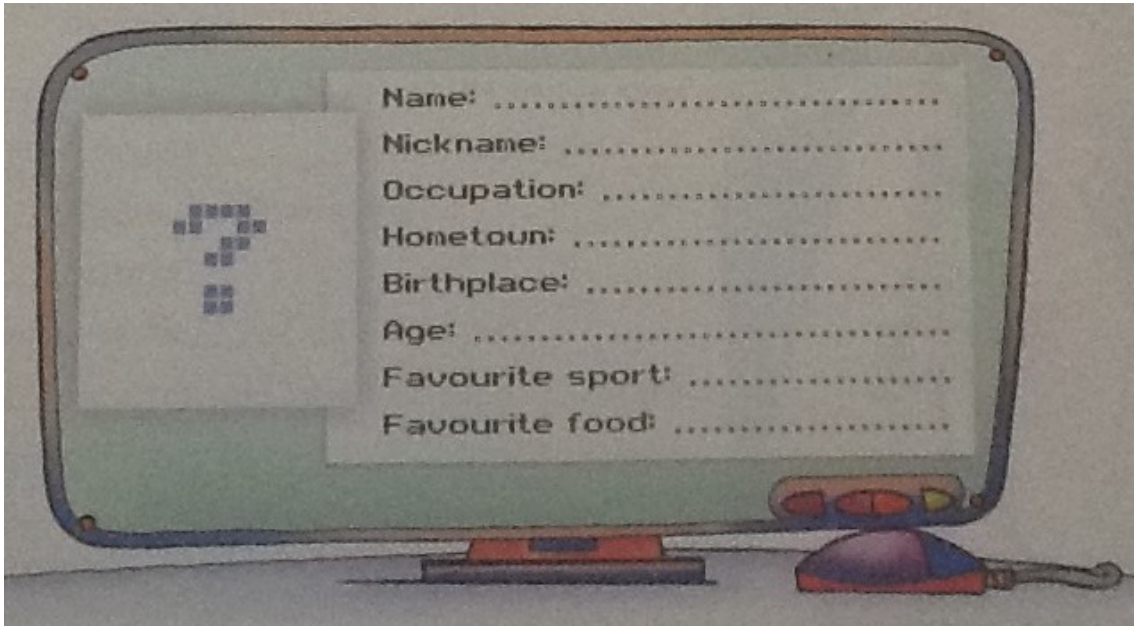 Name: ......................................
Nickname: ................................
Occupation: .............................
Hometoun: ...............................
Birthplace: ..............................
Age: ........................................
Favourite sport: ......................
Favourite food: .......................